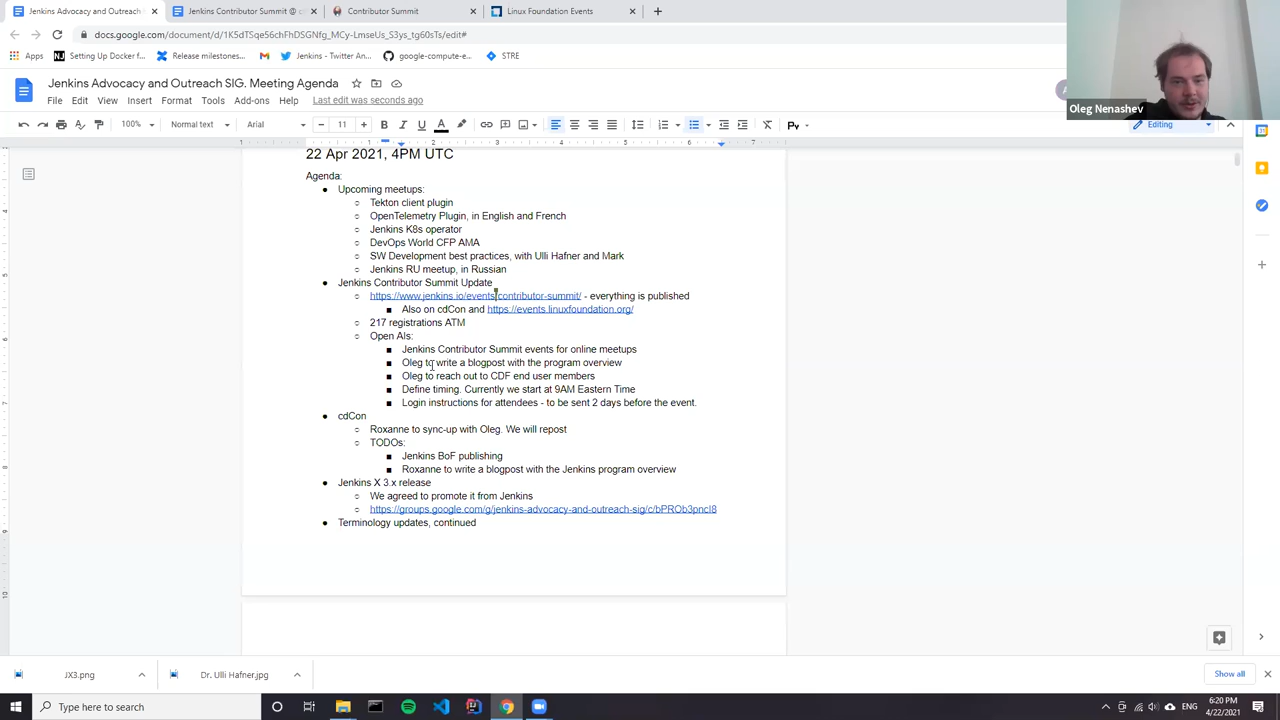 Jenkins Advocacy and Outreach
Jenkins Contributor Summit @ c
Contributor Summit
Linux Foundation Events
docs.google.com/document/d/1K5dTSqe56chFhDSGNfg_MCy-LmseUs_S3ys_tg60sTs/edit#
Apps
Setting Up Docker f...
Release milestones...
Jenkins - Twitter An...
google-compute-e...
STRE
Oleg Nenashev
Jenkins Advocacy and Outreach SIG. Meeting Agenda
File Edit View Insert Format Tools Add-ons Help Last edit was seconds ago
100% Normal text Arial 11 Editing
22 Apr 2021, 4PM UTC
Agenda:
Upcoming meetups:
Tekton client plugin
OpenTelemetry Plugin, in English and French
Jenkins K8s operator
DevOps World CFP AMA
SW Development best practices, with Ulli Hafner and Mark
Jenkins RU meetup, in Russian
Jenkins Contributor Summit Update
https://www.jenkins.io/events/contributor-summit/ - everything is published
Also on cdCon and https://events.linuxfoundation.org/
217 registrations ATM
Open AIs:
Jenkins Contributor Summit events for online meetups
Oleg to write a blogpost with the program overview
Oleg to reach out to CDF end user members
Define timing. Currently we start at 9AM Eastern Time
Login instructions for attendees - to be sent 2 days before the event.
cdCon
Roxanne to sync-up with Oleg. We will repost
TODOs:
Jenkins BoF publishing
Roxanne to write a blogpost with the Jenkins program overview
Jenkins X 3.x release
We agreed to promote it from Jenkins
https://groups.google.com/g/jenkins-advocacy-and-outreach-sig/c/bPROb3pncI8
Terminology updates, continued
JX3.png
Dr. Ulli Hafner.jpg
Show all
Type here to search
ENG
6:20 PM
4/22/2021